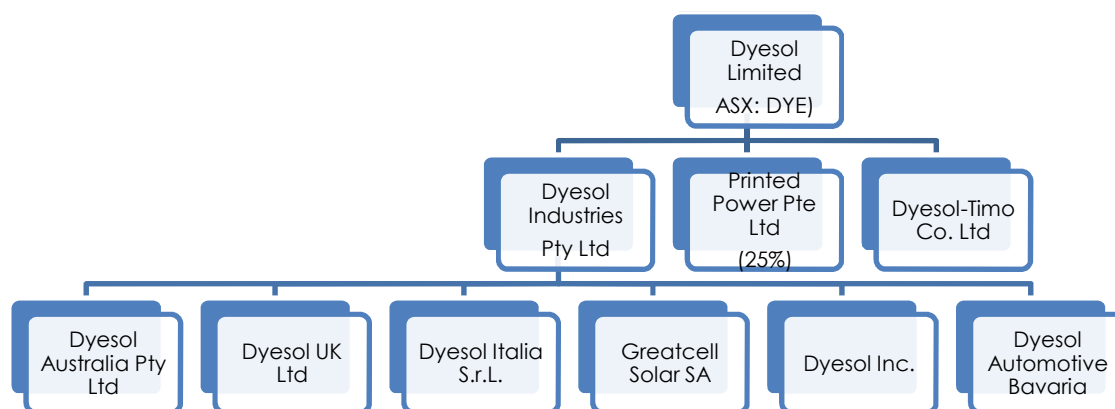 Dyesol
Limited
ASX: DYE)
Dyesol
Industries
Pty Ltd
Printed
Power Pte
Ltd
(25%)
Dyesol-Timo
Co. Ltd
Dyesol
Australia Pty
Ltd
Dyesol UK
Ltd
Dyesol Italia
S.r.L.
Greatcell
Solar SA
Dyesol Inc.
Dyesol
Automotive
Bavaria